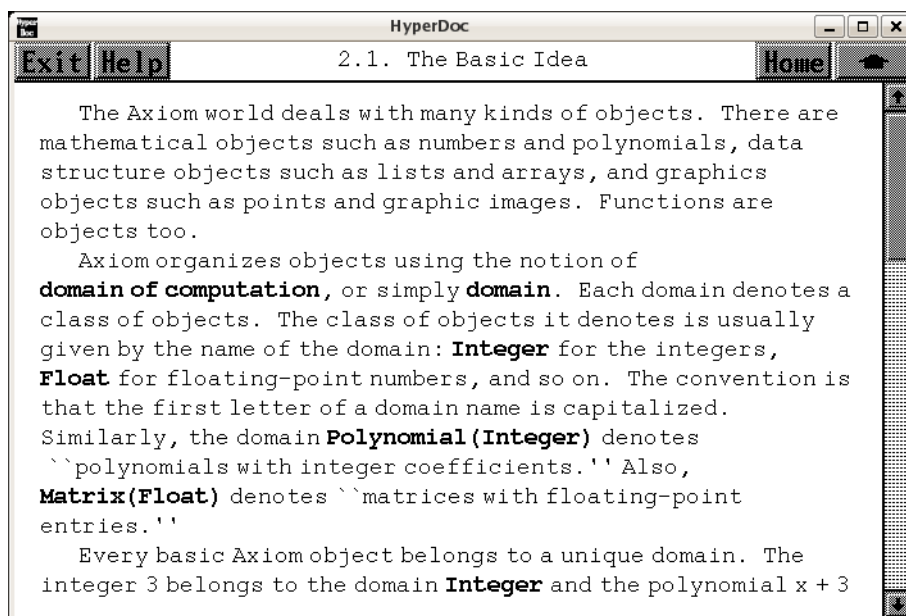 Hyper Doc
HyperDoc
Exit Help 2.1. The Basic Idea Home
The Axiom world deals with many kinds of objects. There are
mathematical objects such as numbers and polynomials, data
structure objects such as lists and arrays, and graphics
objects such as points and graphic images. Functions are
objects too.
Axiom organizes objects using the notion of
domain of computation, or simply domain. Each domain denotes a
class of objects. The class of objects it denotes is usually
given by the name of the domain: Integer for the integers,
Float for floating-point numbers, and so on. The convention is
that the first letter of a domain name is capitalized.
Similarly, the domain Polynomial(Integer) denotes
``polynomials with integer coefficients.'' Also,
Matrix(Float) denotes ``matrices with floating-point
entries.''
Every basic Axiom object belongs to a unique domain. The
integer 3 belongs to the domain Integer and the polynomial x + 3